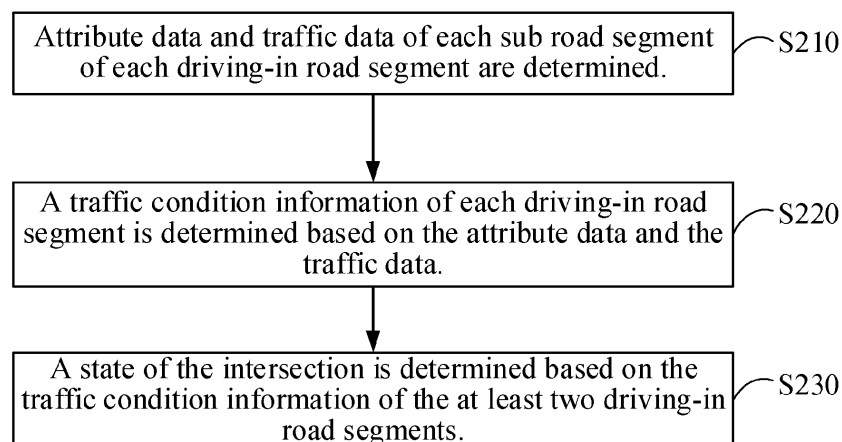 Attribute data and traffic data of each sub road segment
of each driving-in road segment are determined.
S210
A traffic condition information of each driving-in road
segment is determined based on the attribute data and the
traffic data.
S220
A state of the intersection is determined based on the
traffic condition information of the at least two driving-in
road segments.
S230